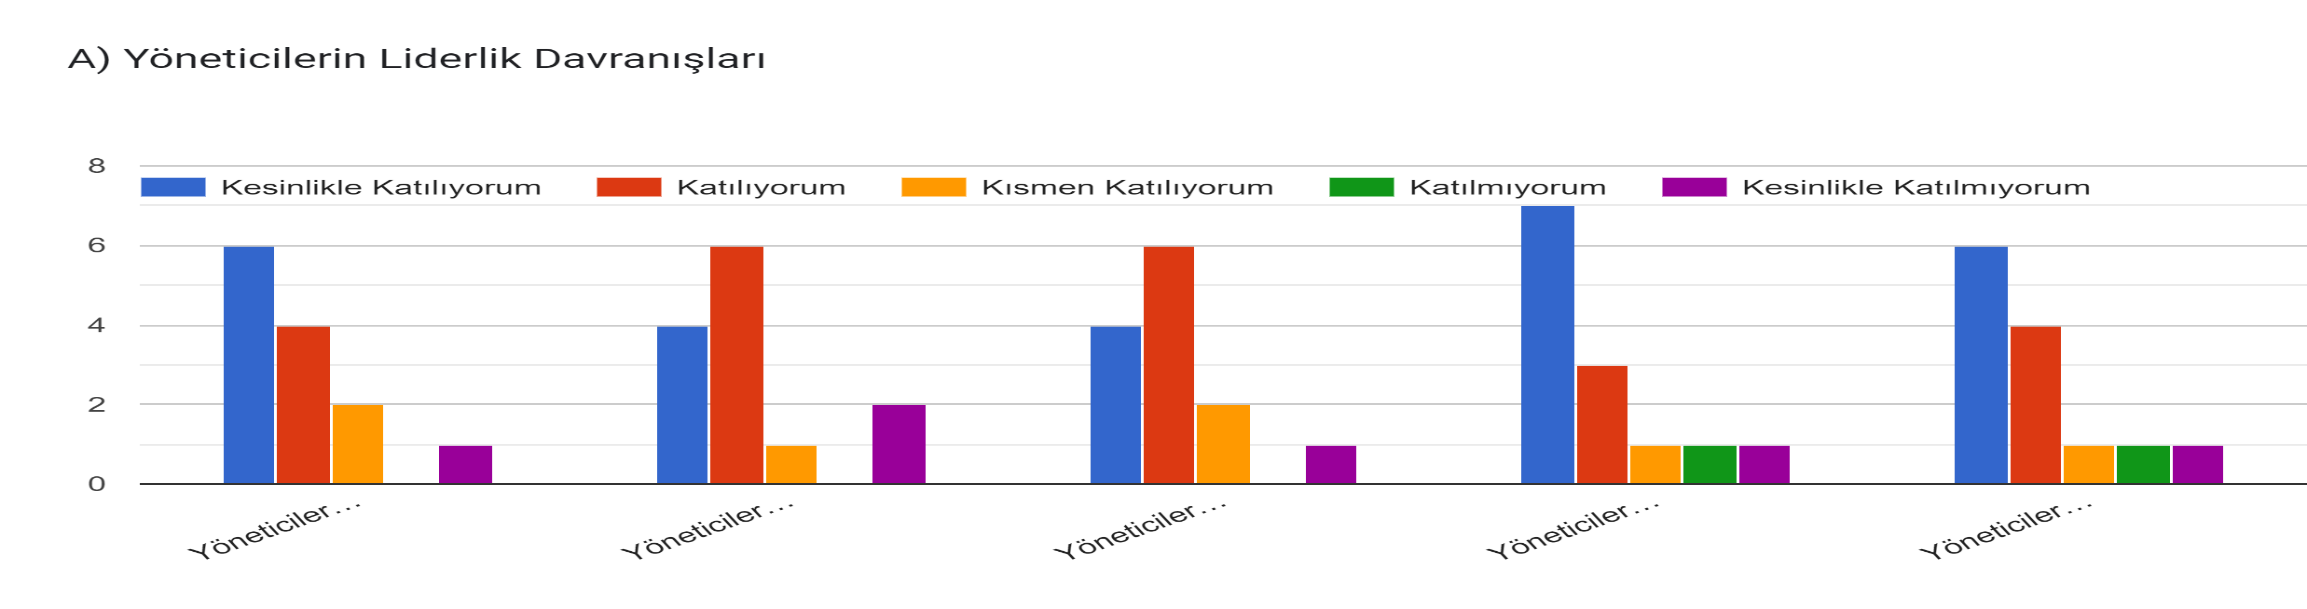 A) Yöneticilerin Liderlik Davranışları
8
Kesinlikle Katılıyorum Katılıyorum Kısmen Katılıyorum Katılmıyorum Kesinlikle Katılmıyorum
6
4
2
0
Yöneticiler… Yöneticiler… Yöneticiler… Yöneticiler… Yöneticiler…